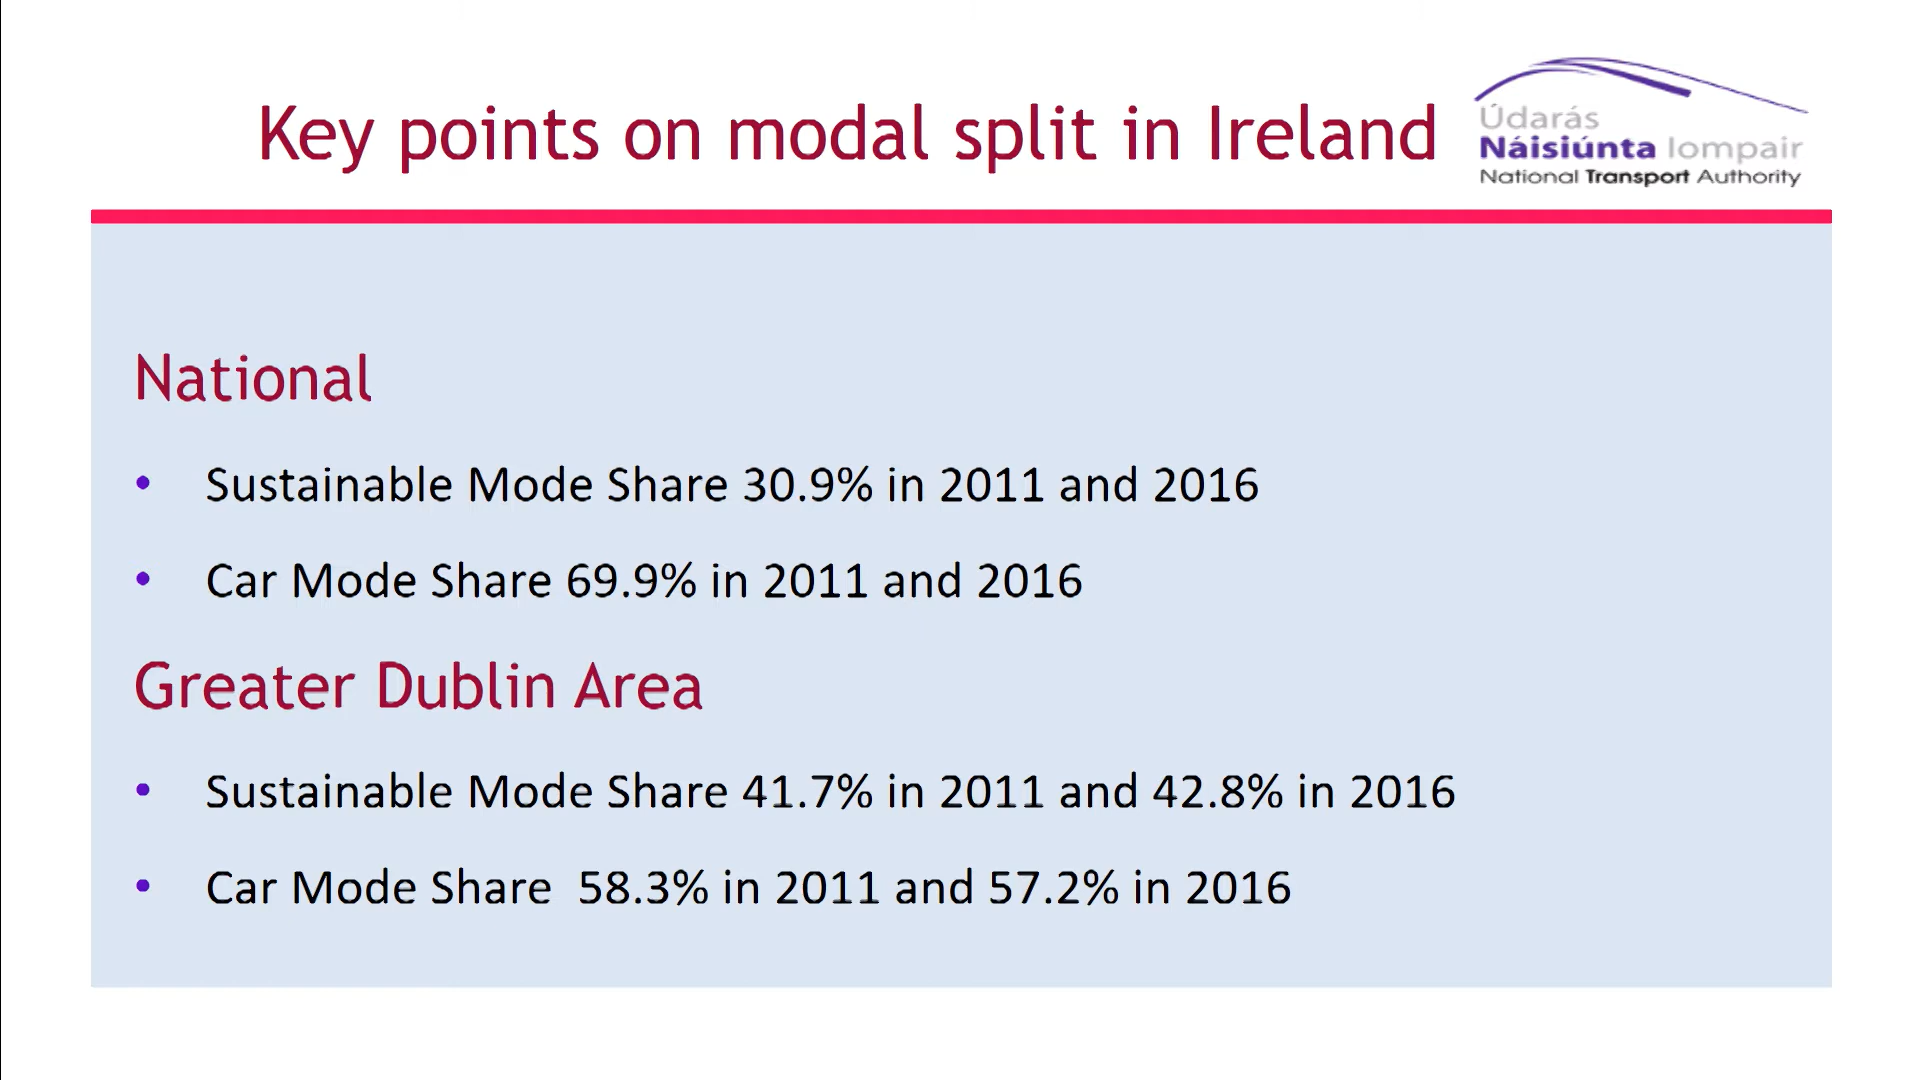 Key points on modal split in Ireland
Údarás
Náisiúnta Iompair
National Transport Authority
National
• Sustainable Mode Share 30.9% in 2011 and 2016
• Car Mode Share 69.9% in 2011 and 2016
Greater Dublin Area
• Sustainable Mode Share 41.7% in 2011 and 42.8% in 2016
• Car Mode Share  58.3% in 2011 and 57.2% in 2016